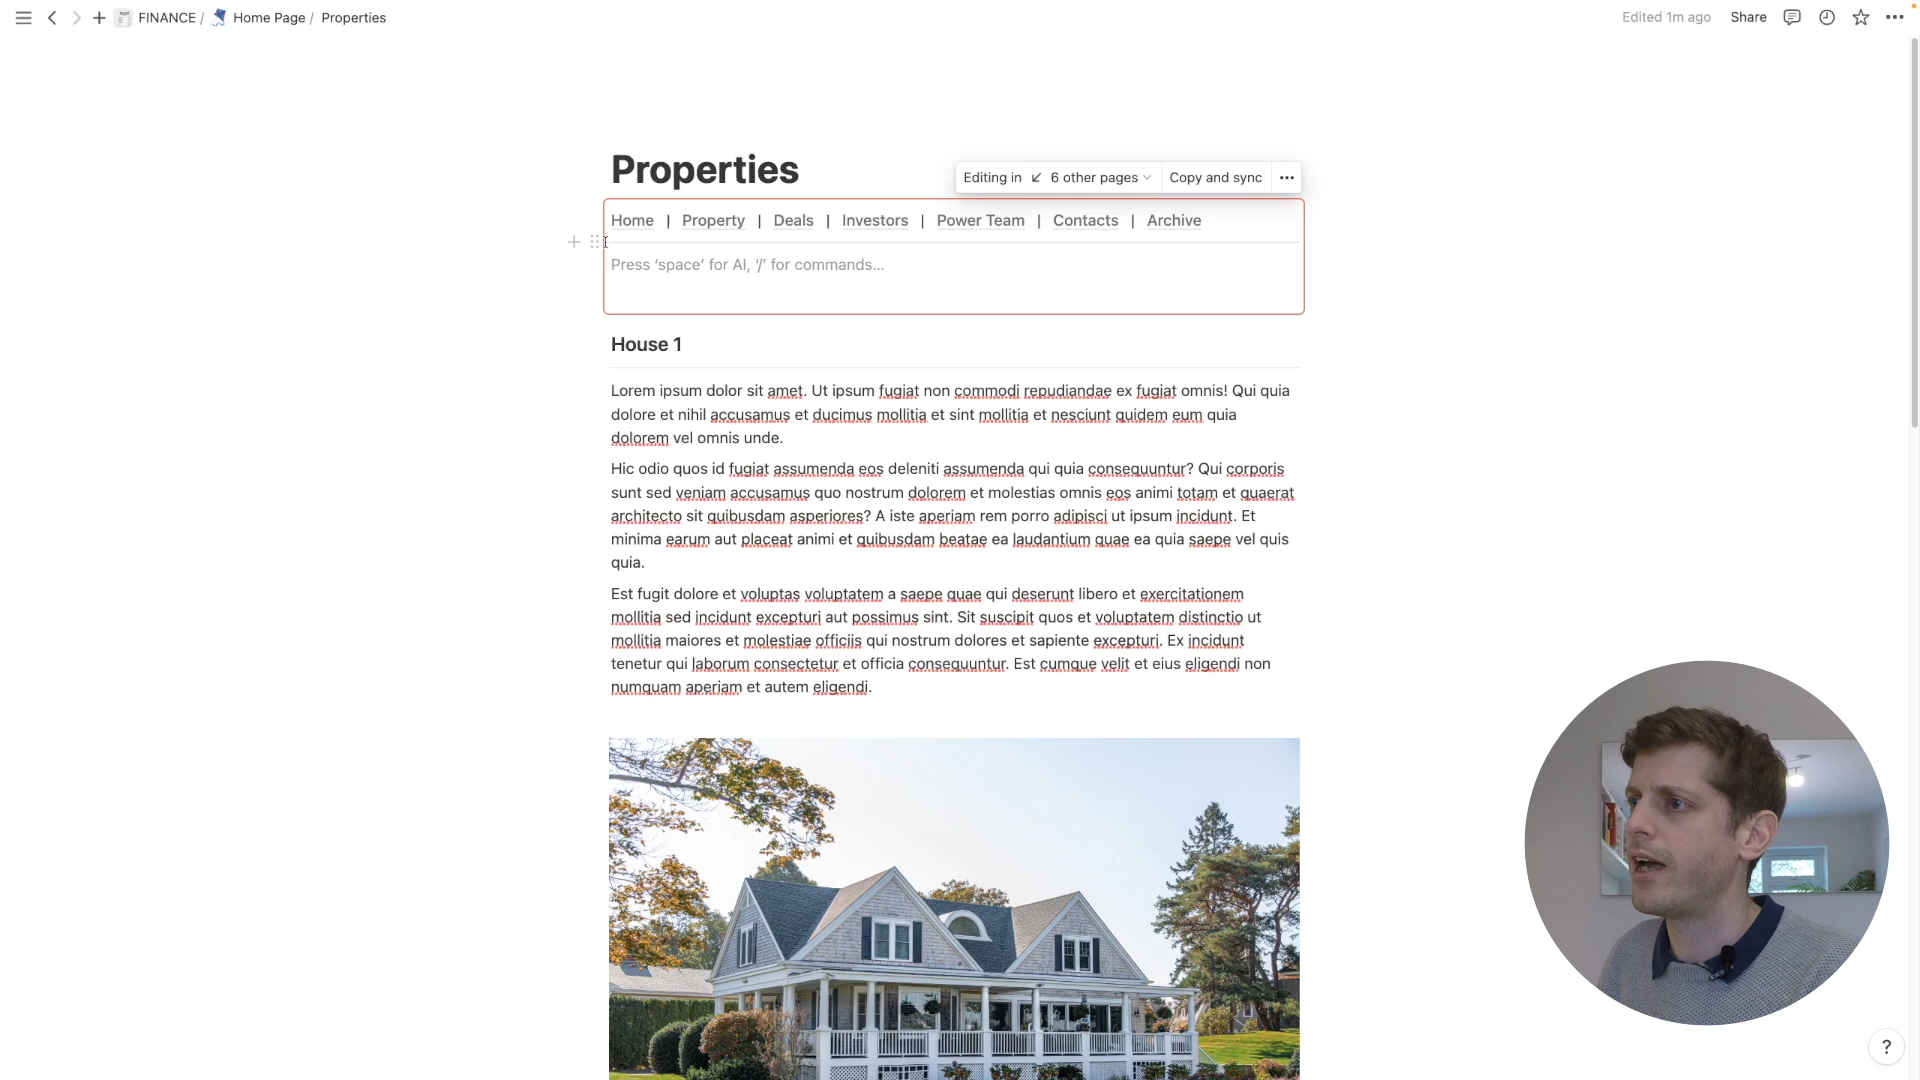 FINANCE / Home Page / Properties
Edited 1m ago Share
Properties
Editing in 6 other pages Copy and sync
Home | Property | Deals | Investors | Power Team | Contacts | Archive
Press ‘space’ for AI, ‘/’ for commands…
House 1
Lorem ipsum dolor sit amet. Ut ipsum fugiat non commodi repudiandae ex fugiat omnis! Qui quia
dolore et nihil accusamus et ducimus mollitia et sint mollitia et nesciunt quidem eum quia
dolorem vel omnis unde.
Hic odio quos id fugiat assumenda eos deleniti assumenda qui quia consequuntur? Qui corporis
sunt sed veniam accusamus quo nostrum dolorem et molestias omnis eos animi totam et quaerat
architecto sit quibusdam asperiores? A iste aperiam rem porro adipisci ut ipsum incidunt. Et
minima earum aut placeat animi et quibusdam beatae ea laudantium quae ea quia saepe vel quis
quia.
Est fugit dolore et voluptas voluptatem a saepe quae qui deserunt libero et exercitationem
mollitia sed incidunt excepturi aut possimus sint. Sit suscipit quos et voluptatem distinctio ut
mollitia maiores et molestiae officiis qui nostrum dolores et sapiente excepturi. Ex incidunt
tenetur qui laborum consectetur et officia consequuntur. Est cumque velit et eius eligendi non
numquam aperiam et autem eligendi.
?